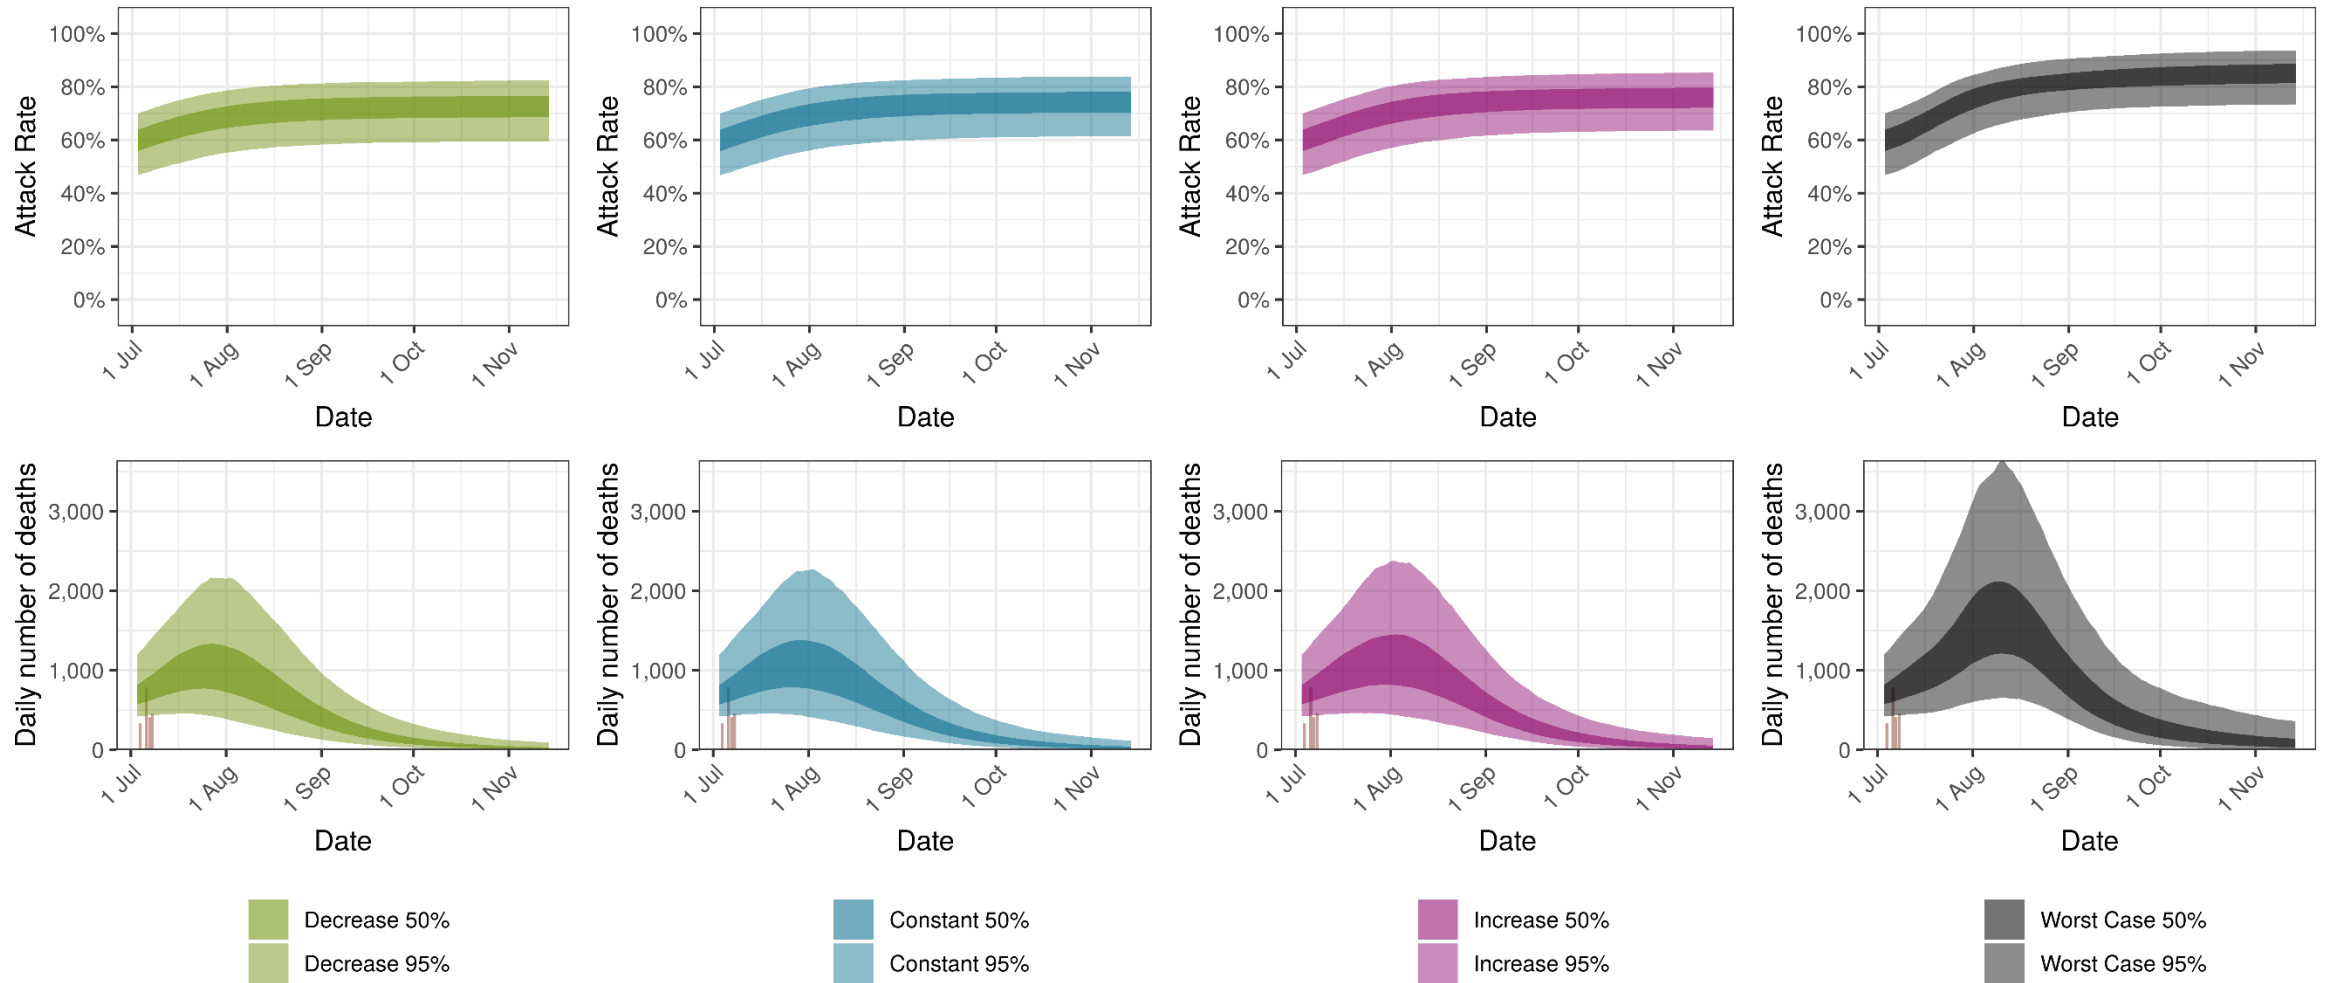 100%
80%
60%
40%
20%
0%
Attack Rate
1 Jul
1 Aug
1 Sep
1 Oct
1 Nov
Date
100%
80%
60%
40%
20%
0%
Attack Rate
1 Jul
1 Aug
1 Sep
1 Oct
1 Nov
Date
100%
80%
60%
40%
20%
0%
Attack Rate
1 Jul
1 Aug
1 Sep
1 Oct
1 Nov
Date
100%
80%
60%
40%
20%
0%
Attack Rate
1 Jul
1 Aug
1 Sep
1 Oct
1 Nov
Date
3,000
2,000
1,000
0
Daily number of deaths
1 Jul
1 Aug
1 Sep
1 Oct
1 Nov
Date
3,000
2,000
1,000
0
Daily number of deaths
1 Jul
1 Aug
1 Sep
1 Oct
1 Nov
Date
3,000
2,000
1,000
0
Daily number of deaths
1 Jul
1 Aug
1 Sep
1 Oct
1 Nov
Date
3,000
2,000
1,000
0
Daily number of deaths
1 Jul
1 Aug
1 Sep
1 Oct
1 Nov
Date
Decrease 50%
Decrease 95%
Constant 50%
Constant 95%
Increase 50%
Increase 95%
Worst Case 50%
Worst Case 95%